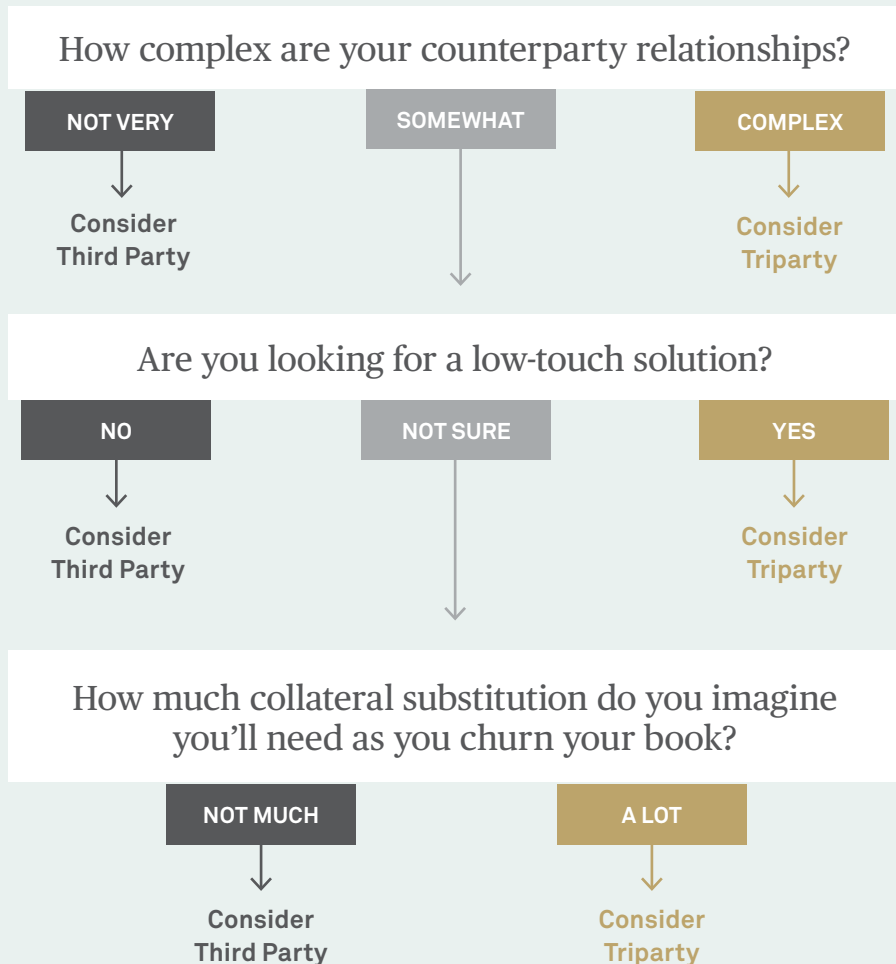 How complex are your counterparty relationships?
NOT VERY
SOMEWHAT
COMPLEX
Consider
Third Party
Consider
Triparty
Are you looking for a low-touch solution?
NO
NOT SURE
YES
Consider
Third Party
Consider
Triparty
How much collateral substitution do you imagine
you’ll need as you churn your book?
NOT MUCH
A LOT
Consider
Third Party
Consider
Triparty